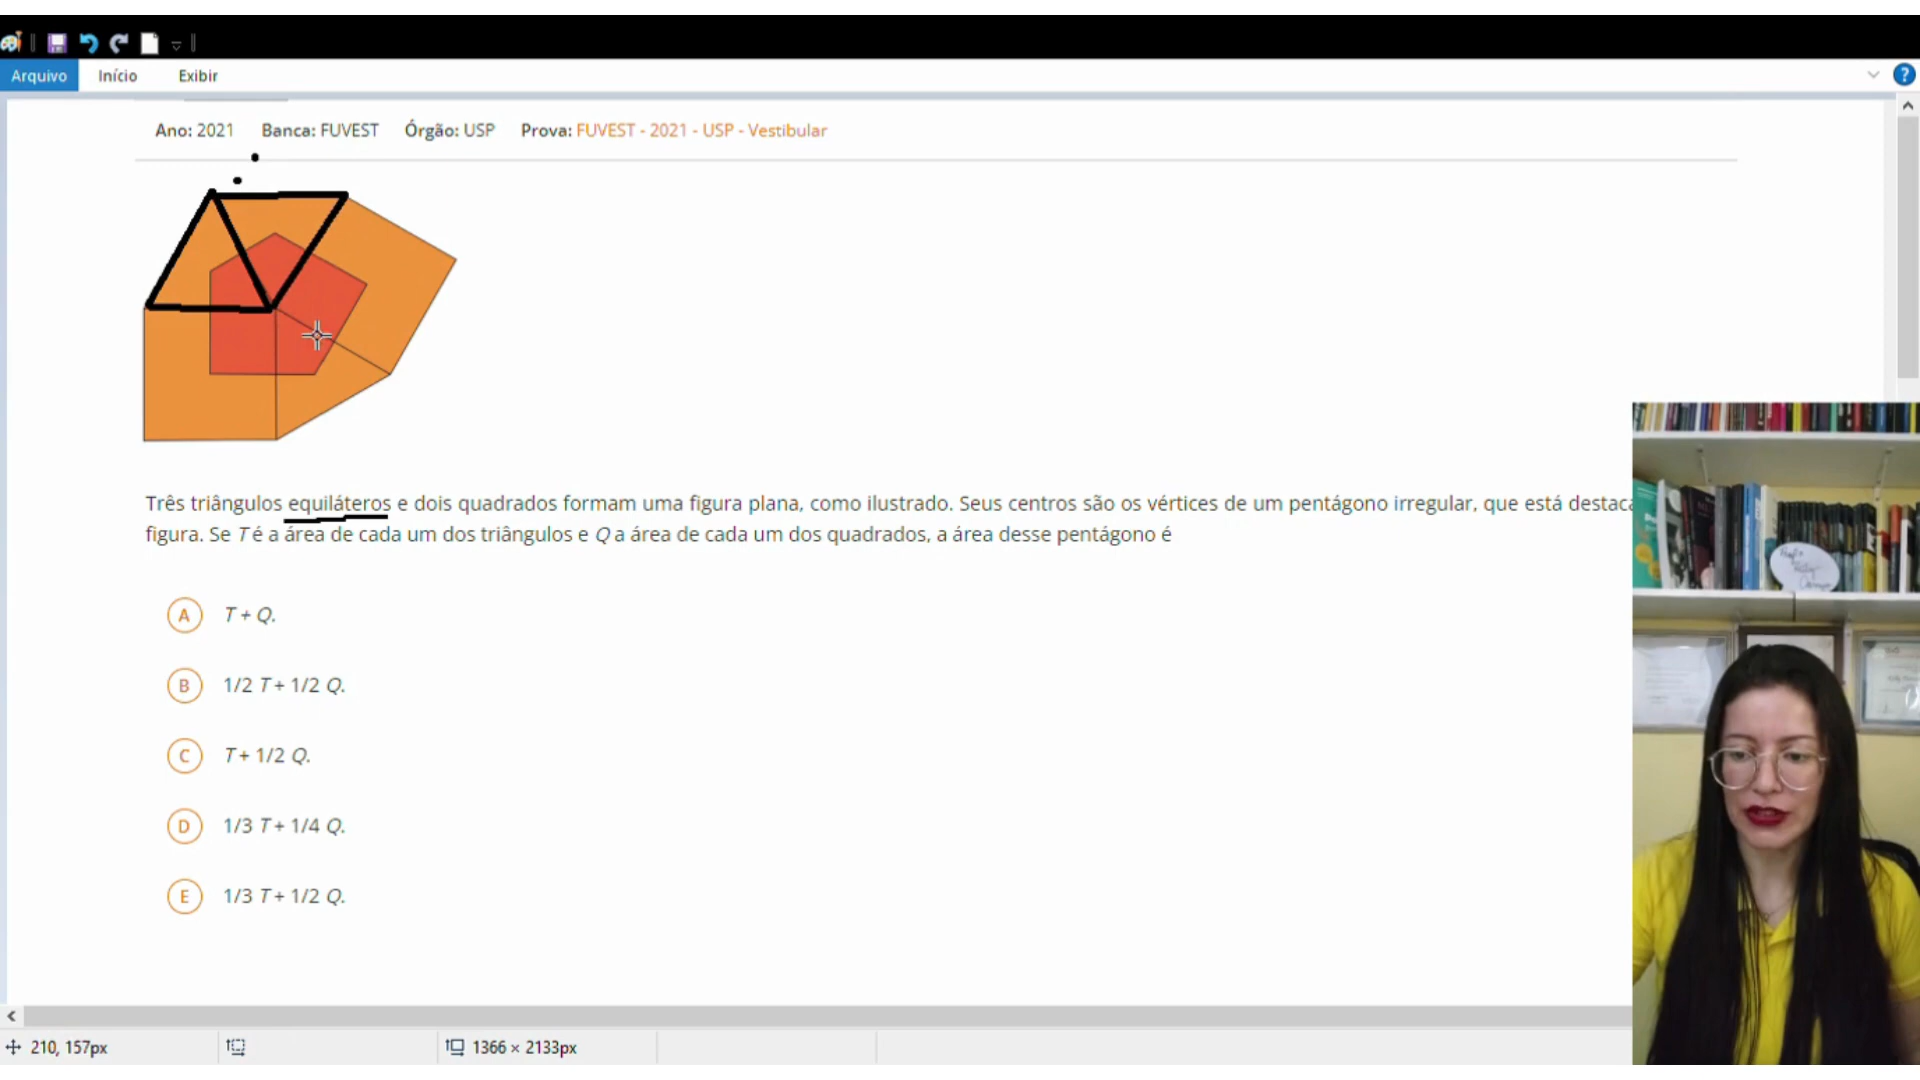 Arquivo Início Exibir
Ano: 2021 Banca: FUVEST Órgão: USP Prova: FUVEST - 2021 - USP - Vestibular
Três triângulos equiláteros e dois quadrados formam uma figura plana, como ilustrado. Seus centros são os vértices de um pentágono irregular, que está destaca
figura. Se T é a área de cada um dos triângulos e Q a área de cada um dos quadrados, a área desse pentágono é
A T + Q.
B 1/2 T + 1/2 Q.
C T + 1/2 Q.
D 1/3 T + 1/4 Q.
E 1/3 T + 1/2 Q.
210, 157px 1366 × 2133px